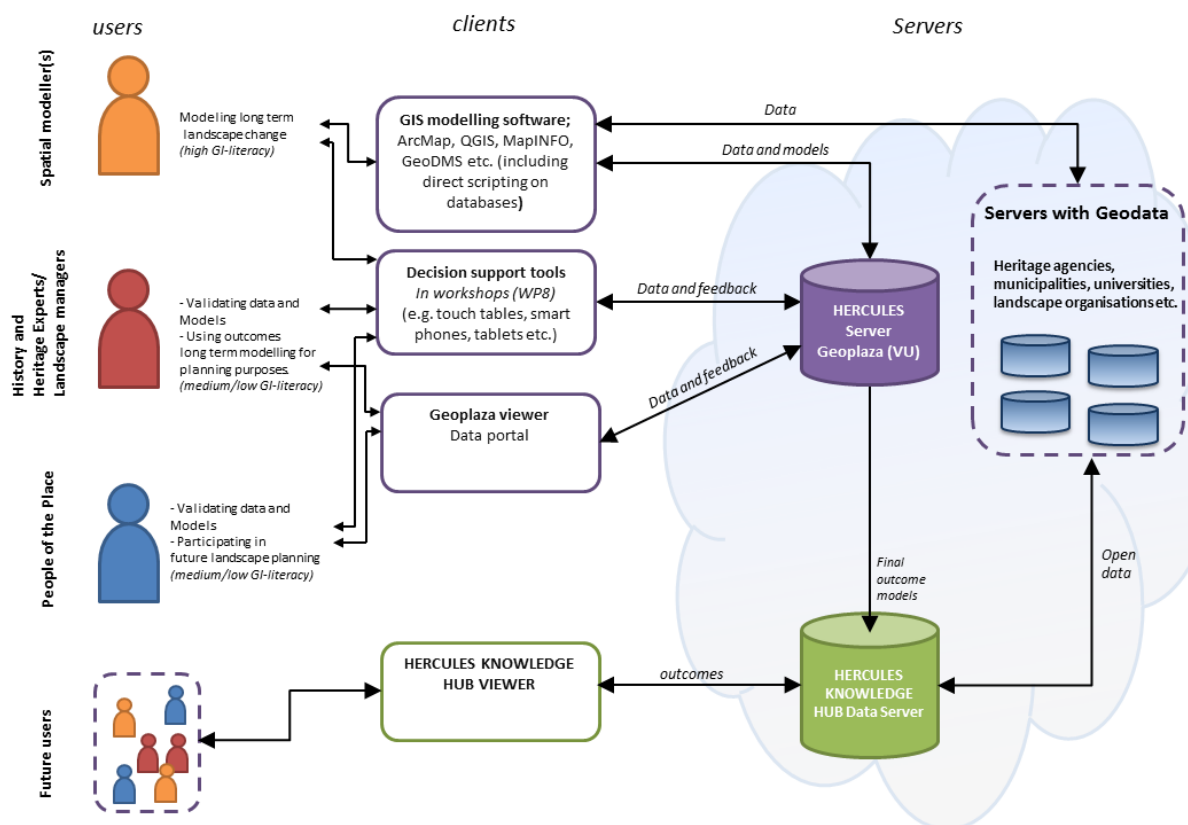 users
clients
Servers
Spatial modeller(s)
Modeling long term
landscape change
(high GI-literacy)
GIS modelling software;
ArcMap, QGIS, MapINFO,
GeoDMS etc. (including
direct scripting on
databases)
Data
Data and models
Servers with Geodata
Heritage agencies,
municipalities, universities,
landscape organisations etc.
History and
Heritage Experts/
Landscape managers
- Validating data and
Models
- Using outcomes
long term modelling for
planning purposes.
(medium/low GI-literacy)
Decision support tools
In workshops (WP8)
(e.g. touch tables, smart
phones, tablets etc.)
Data and feedback
HERCULES
Server
Geoplaza (VU)
Data and feedback
Geoplaza viewer
Data portal
People of the Place
- Validating data and
Models
- Participating in
future landscape planning
(medium/low GI-literacy)
Final
outcome
models
Open
data
Future users
HERCULES KNOWLEDGE
HUB VIEWER
outcomes
HERCULES
KNOWLEDGE
HUB Data Server